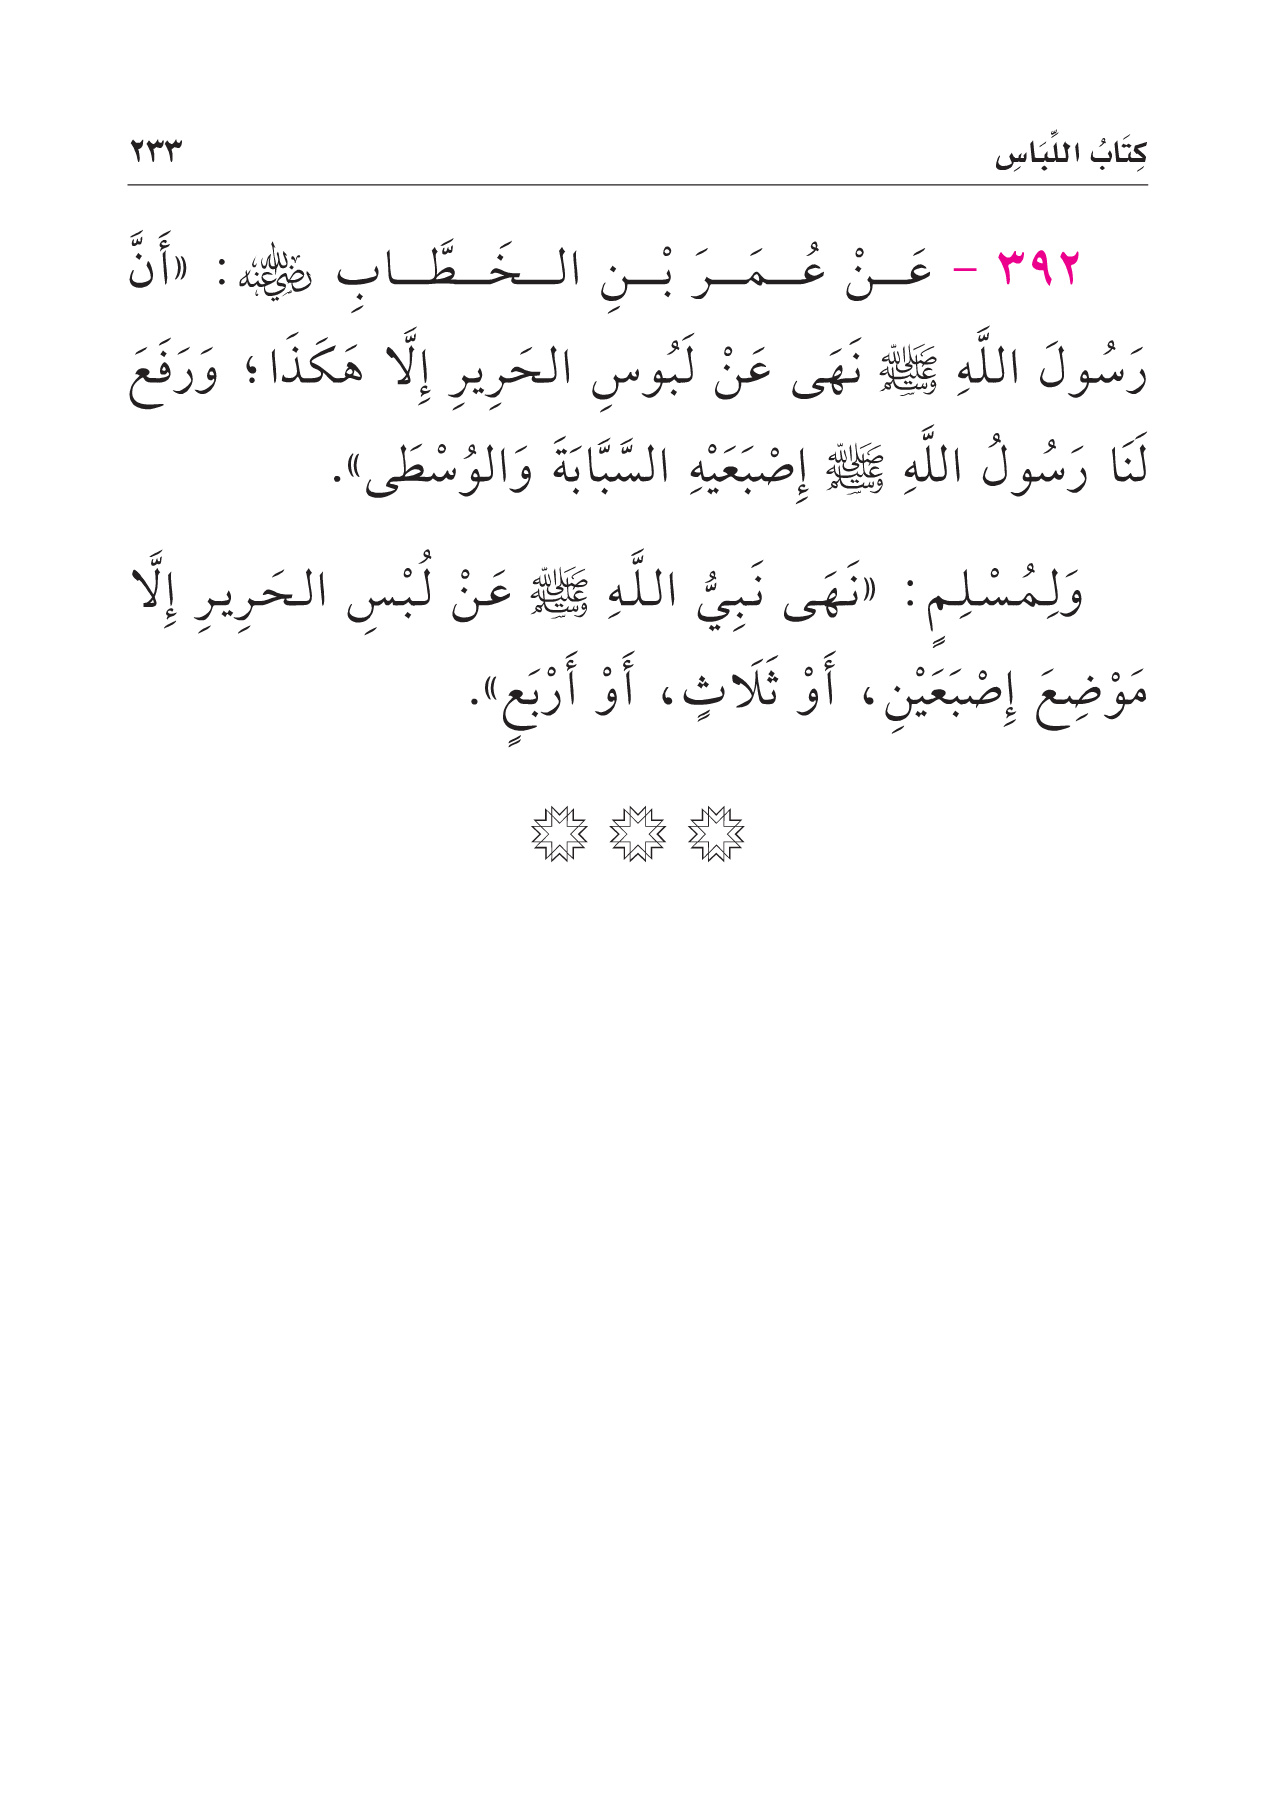 كِتَابُ اللِّبَاسِ ٢٣٣
٣٩٢ - عَنْ عُمَرَ بْنِ الخَطَّابِ رضي الله عنه: «أَنَّ
رَسُولَ اللَّهِ ﷺ نَهَى عَنْ لَبُوسِ الحَرِيرِ إِلَّا هَكَذَا؛ وَرَفَعَ
لَنَا رَسُولُ اللَّهِ ﷺ إِصْبَعَيْهِ السَّبَّابَةَ وَالوُسْطَى».
وَلِمُسْلِمٍ: «نَهَى نَبِيُّ اللَّهِ ﷺ عَنْ لُبْسِ الحَرِيرِ إِلَّا
مَوْضِعَ إِصْبَعَيْنِ، أَوْ ثَلَاثٍ، أَوْ أَرْبَعٍ».